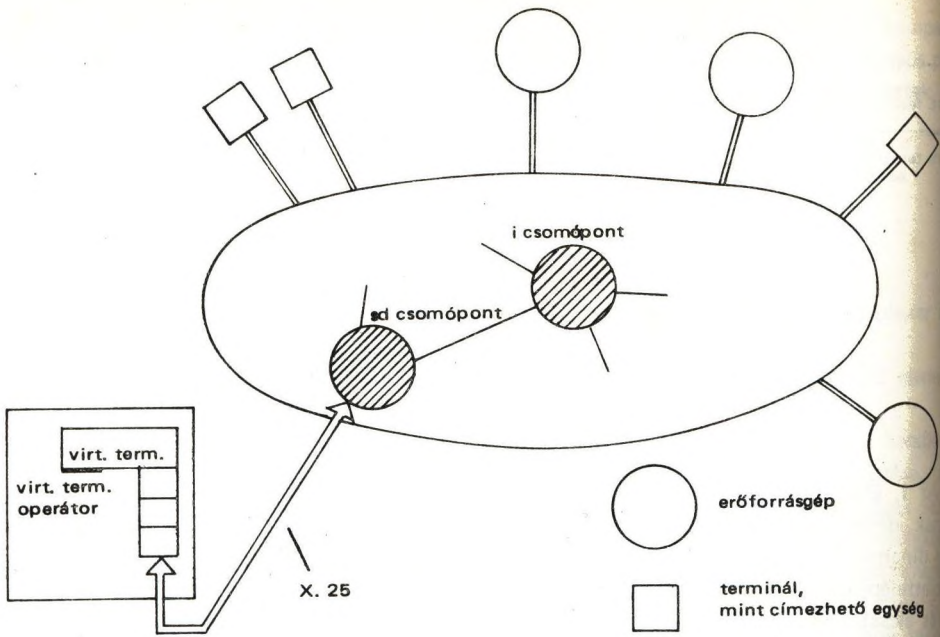 i csomópont
sd csomópont
virt. term.
virt. term.
operátor
X. 25
erőforrásgép
terminál,
mint címezhető egység